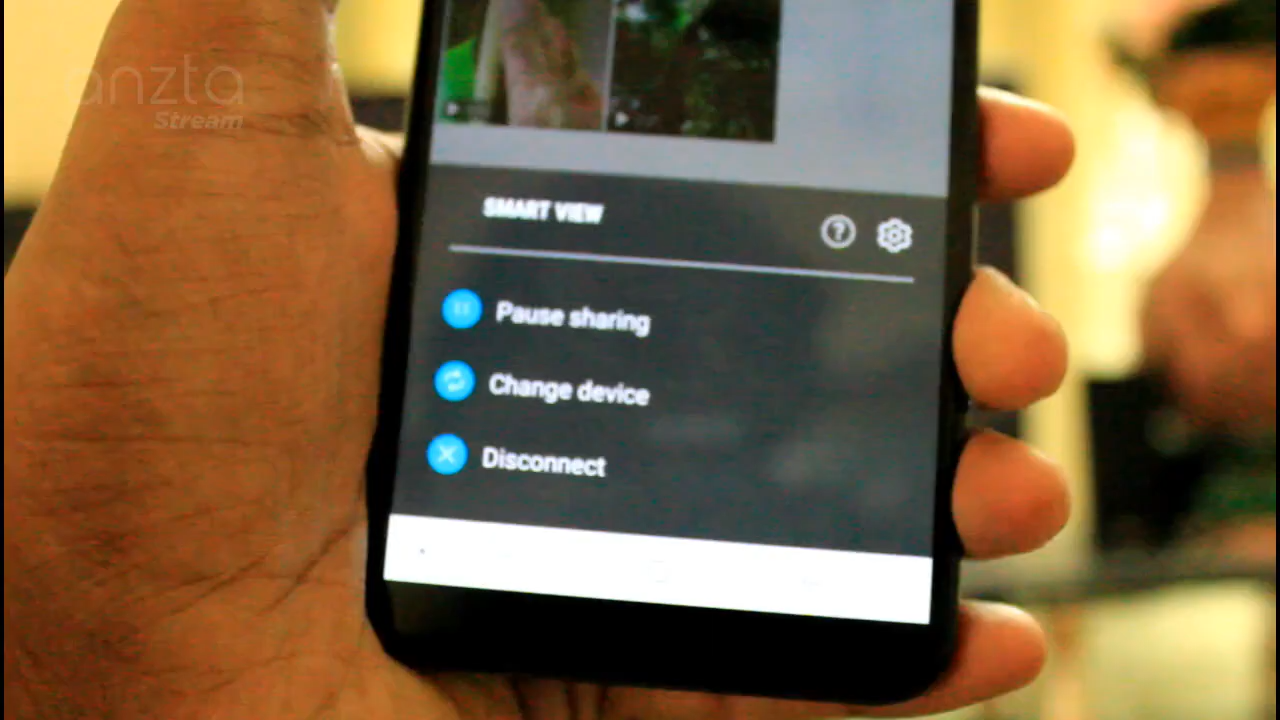 anzta
Stream
SMART VIEW
Pause sharing
Change device
Disconnect